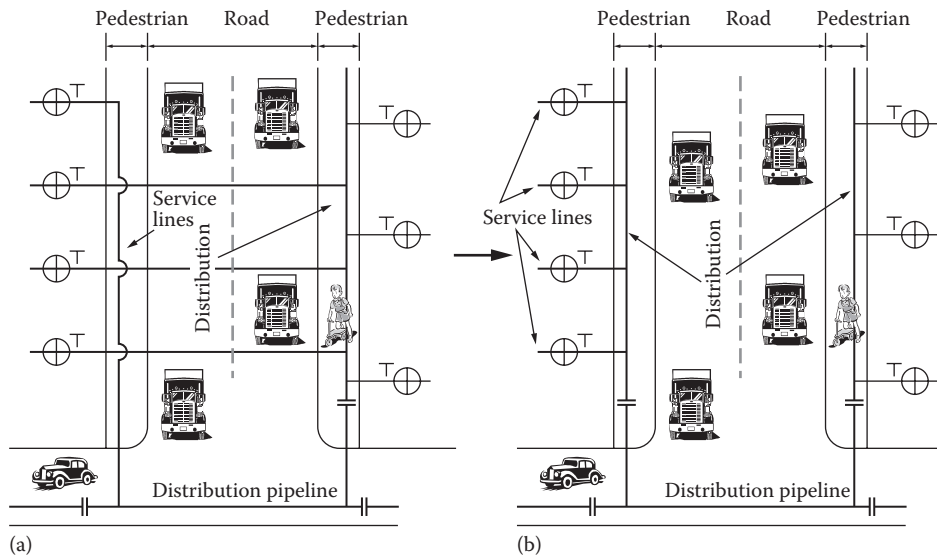 Pedestrian Road Pedestrian
Service
lines
Distribution
Distribution pipeline
(a)
Pedestrian Road Pedestrian
Service lines
Distribution
Distribution pipeline
(b)